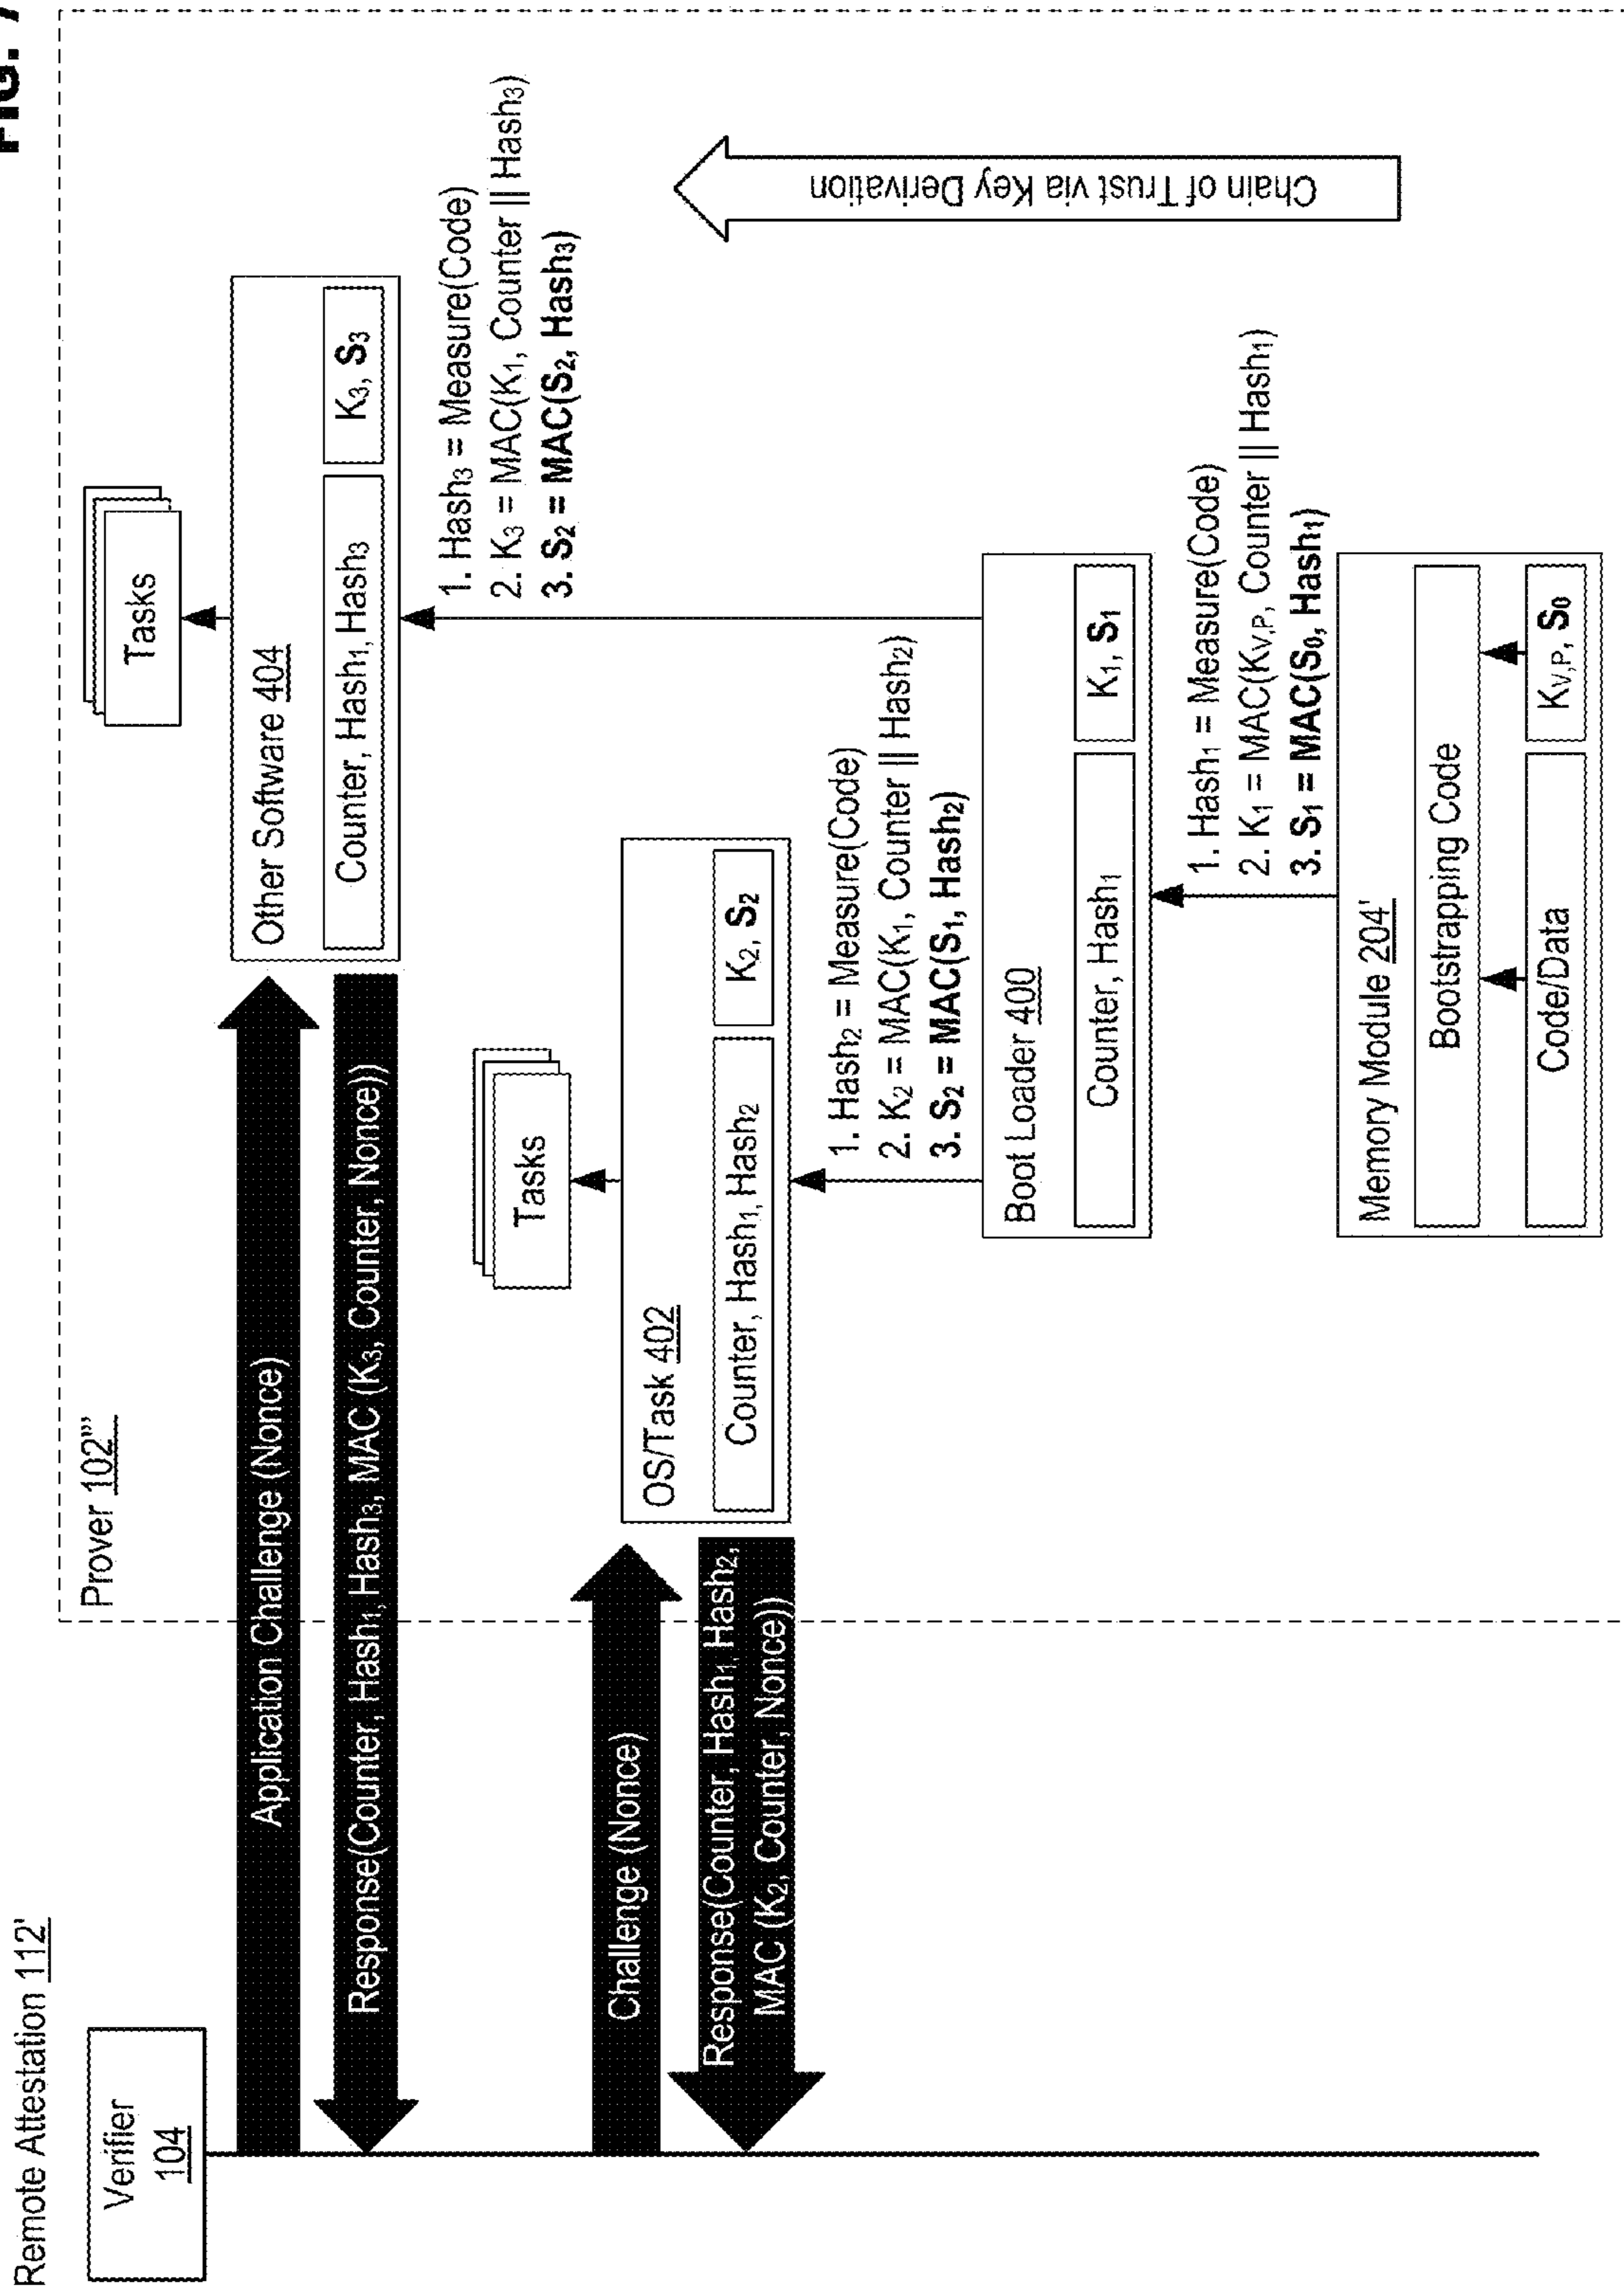 FIG. 7
Remote Attestation 112'
Verifier
104
Prover 102'''
Application Challenge (Nonce)
Response(Counter, Hash₁, Hash₃, MAC (K₃, Counter, Nonce))
Challenge (Nonce)
Response(Counter, Hash₁, Hash₂,
MAC (K₂, Counter, Nonce))
Tasks
Other Software 404
Counter, Hash₁, Hash₃
K₃, S₃
1. Hash₃ = Measure(Code)
2. K₃ = MAC(K₁, Counter || Hash₃)
3. S₂ = MAC(S₂, Hash₃)
Tasks
OS/Task 402
Counter, Hash₁, Hash₂
K₂, S₂
1. Hash₂ = Measure(Code)
2. K₂ = MAC(K₁, Counter || Hash₂)
3. S₂ = MAC(S₁, Hash₂)
Boot Loader 400
Counter, Hash₁
K₁, S₁
1. Hash₁ = Measure(Code)
2. K₁ = MAC(K_V,P, Counter || Hash₁)
3. S₁ = MAC(S₀, Hash₁)
Memory Module 204'
Bootstrapping Code
Code/Data
K_V,P, S₀
Chain of Trust via Key Derivation